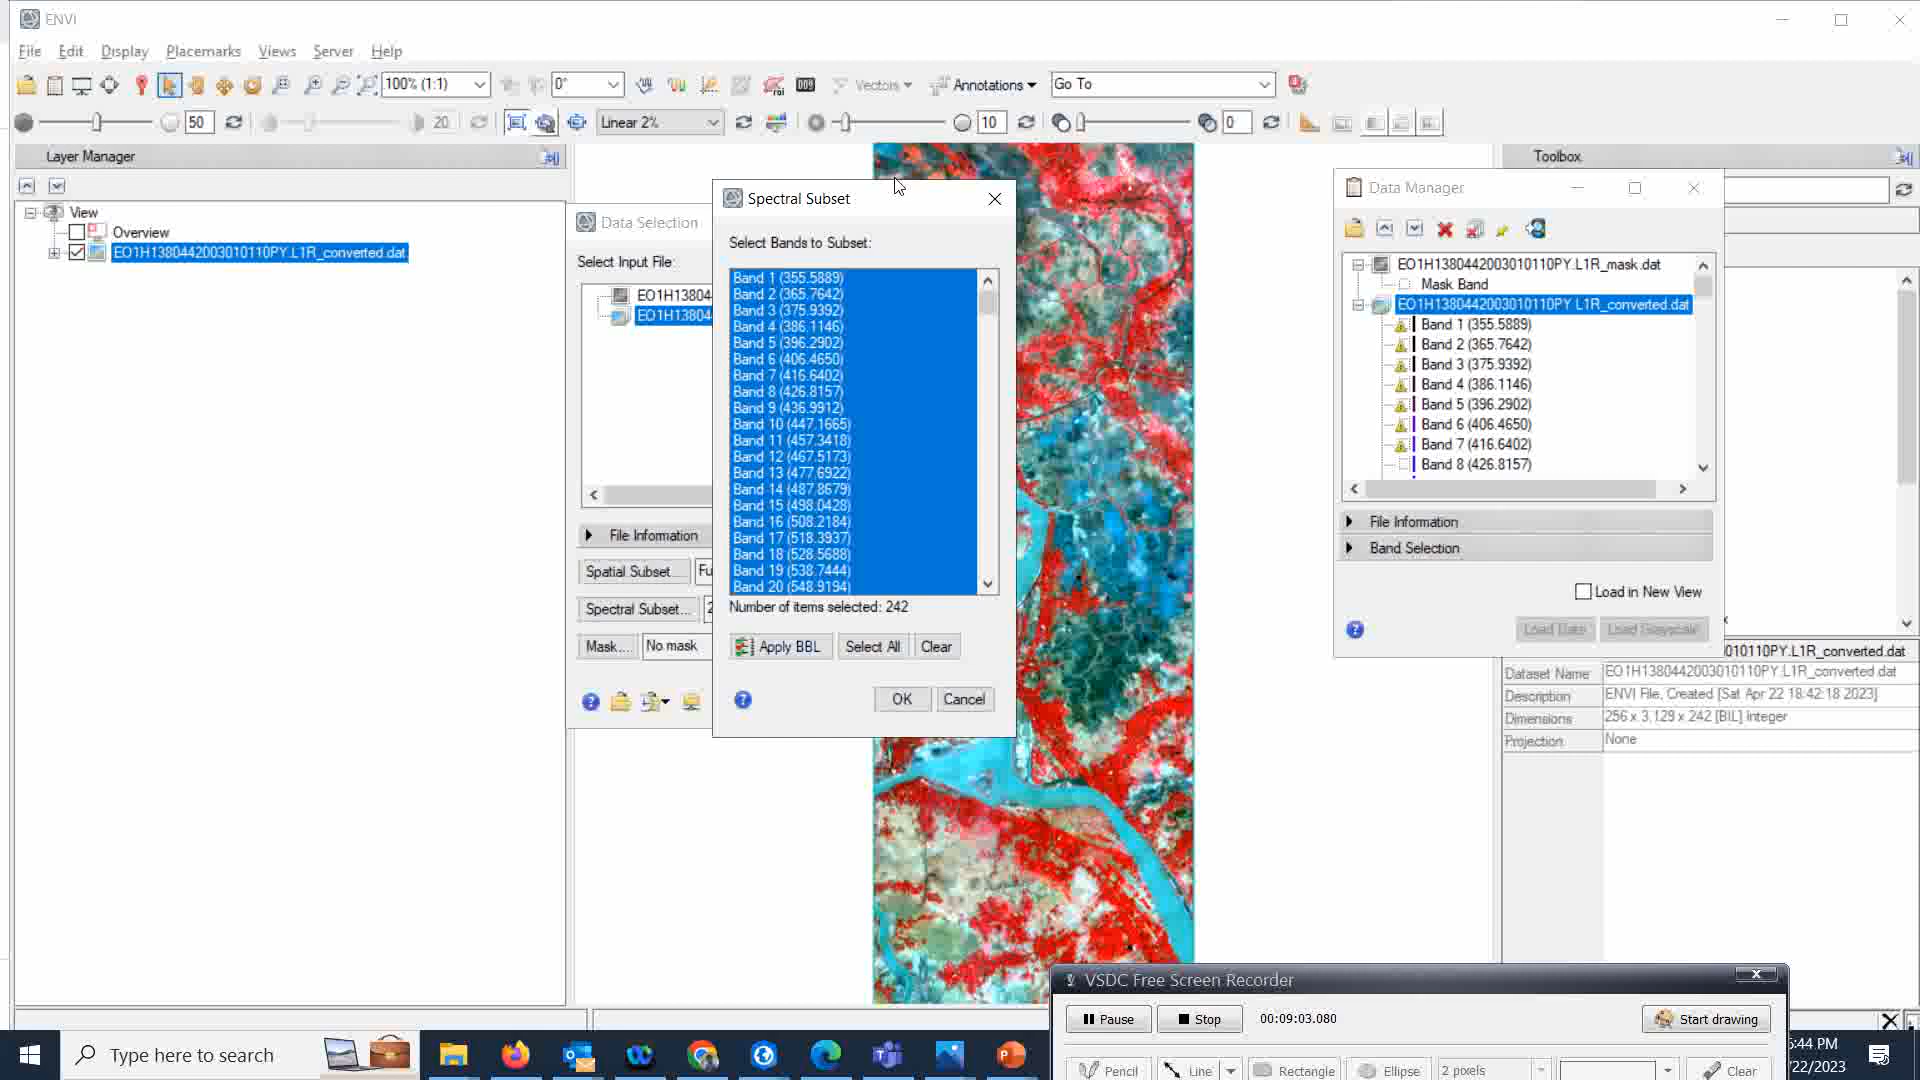 ENVI
File Edit Display Placemarks Views Server Help
100% (1:1) 0° Vectors Annotations Go To
50 20 Linear 2% 10 0
Layer Manager
View
Overview
EO1H1380442003010110PY.L1R_converted.dat
Data Selection
Select Input File:
EO1H13804
EO1H13804
File Information
Spatial Subset... Fu
Spectral Subset... 2
Mask... No mask
Spectral Subset
Select Bands to Subset:
Band 1 (355.5889)
Band 2 (365.7642)
Band 3 (375.9392)
Band 4 (386.1146)
Band 5 (396.2902)
Band 6 (406.4650)
Band 7 (416.6402)
Band 8 (426.8157)
Band 9 (436.9912)
Band 10 (447.1665)
Band 11 (457.3418)
Band 12 (467.5173)
Band 13 (477.6922)
Band 14 (487.8679)
Band 15 (498.0428)
Band 16 (508.2184)
Band 17 (518.3937)
Band 18 (528.5688)
Band 19 (538.7444)
Band 20 (548.9194)
Number of items selected: 242
Apply BBL Select All Clear
OK Cancel
Toolbox
Data Manager
EO1H1380442003010110PY.L1R_mask.dat
Mask Band
EO1H1380442003010110PY.L1R_converted.dat
Band 1 (355.5889)
Band 2 (365.7642)
Band 3 (375.9392)
Band 4 (386.1146)
Band 5 (396.2902)
Band 6 (406.4650)
Band 7 (416.6402)
Band 8 (426.8157)
File Information
Band Selection
Load in New View
Load Data Load Grayscale
010110PY.L1R_converted.dat
Dataset Name EO1H1380442003010110PY.L1R_converted.dat
Description ENVI File, Created [Sat Apr 22 18:42:18 2023]
Dimensions 256 x 3,129 x 242 [BIL] Integer
Projection None
VSDC Free Screen Recorder
Pause Stop 00:09:03.080 Start drawing
Pencil Line Rectangle Ellipse 2 pixels Clear
Type here to search
:44 PM
/22/2023